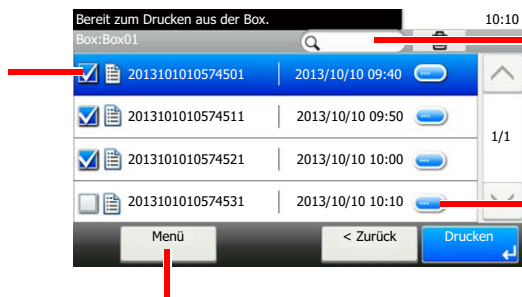 Bereit zum Drucken aus der Box.
10:10
Box:Box01
2013101010574501 2013/10/10 09:40
2013101010574511 2013/10/10 09:50
1/1
2013101010574521 2013/10/10 10:00
2013101010574531 2013/10/10 10:10
Menü < Zurück Drucken